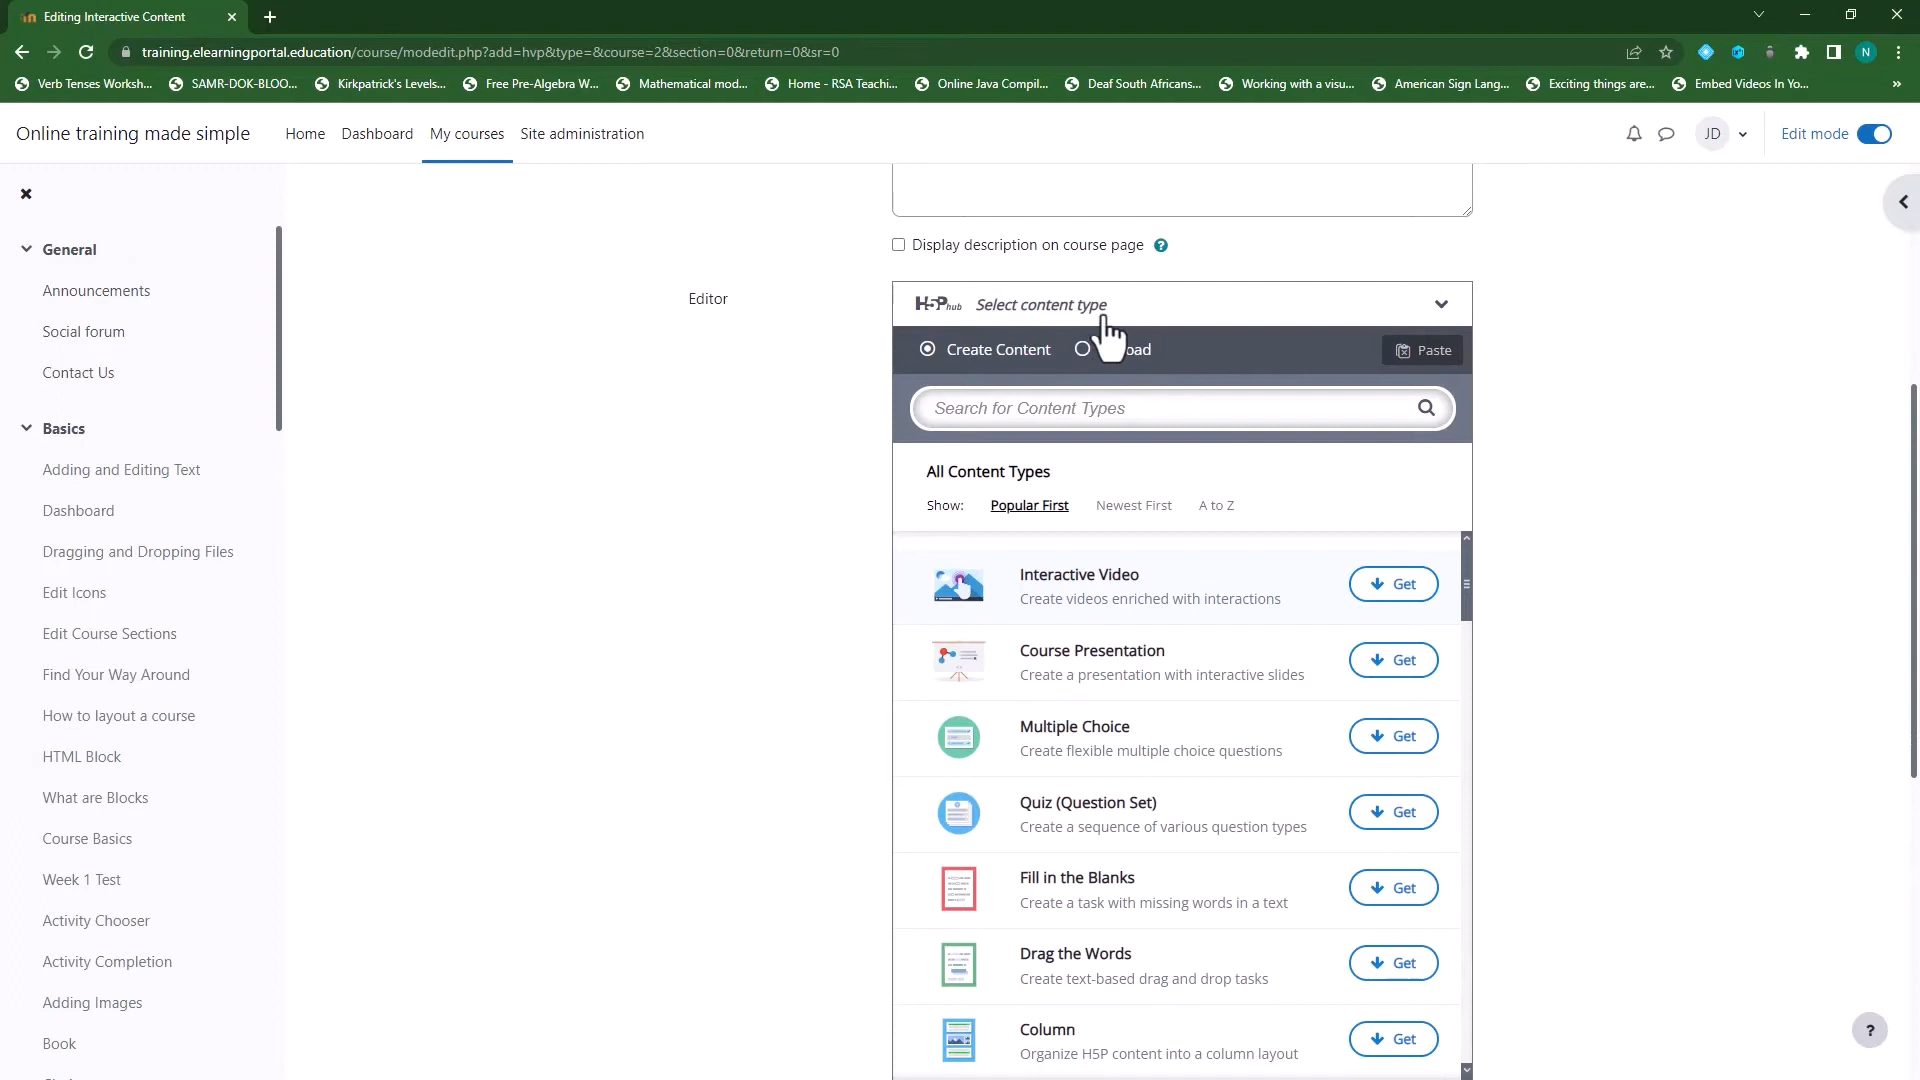 Editing Interactive Content
training.elearningportal.education/course/modedit.php?add=hvp&type=&course=2&section=0&return=0&sr=0
N
Verb Tenses Worksh...
SAMR-DOK-BLOO...
Kirkpatrick's Levels...
Free Pre-Algebra W...
Mathematical mod...
Home - RSA Teachi...
Online Java Compil...
Deaf South Africans...
Working with a visu...
American Sign Lang...
Exciting things are...
Embed Videos In Yo...
»
Online training made simple
Home
Dashboard
My courses
Site administration
JD
Edit mode
General
Announcements
Social forum
Contact Us
Basics
Adding and Editing Text
Dashboard
Dragging and Dropping Files
Edit Icons
Edit Course Sections
Find Your Way Around
How to layout a course
HTML Block
What are Blocks
Course Basics
Week 1 Test
Activity Chooser
Activity Completion
Adding Images
Book
Display description on course page
?
Editor
H5P hub Select content type
Create Content
oad
Paste
Search for Content Types
All Content Types
Show: Popular First Newest First A to Z
Interactive Video
Create videos enriched with interactions
Get
Course Presentation
Create a presentation with interactive slides
Get
Multiple Choice
Create flexible multiple choice questions
Get
Quiz (Question Set)
Create a sequence of various question types
Get
Fill in the Blanks
Create a task with missing words in a text
Get
Drag the Words
Create text-based drag and drop tasks
Get
Column
Organize H5P content into a column layout
Get
?